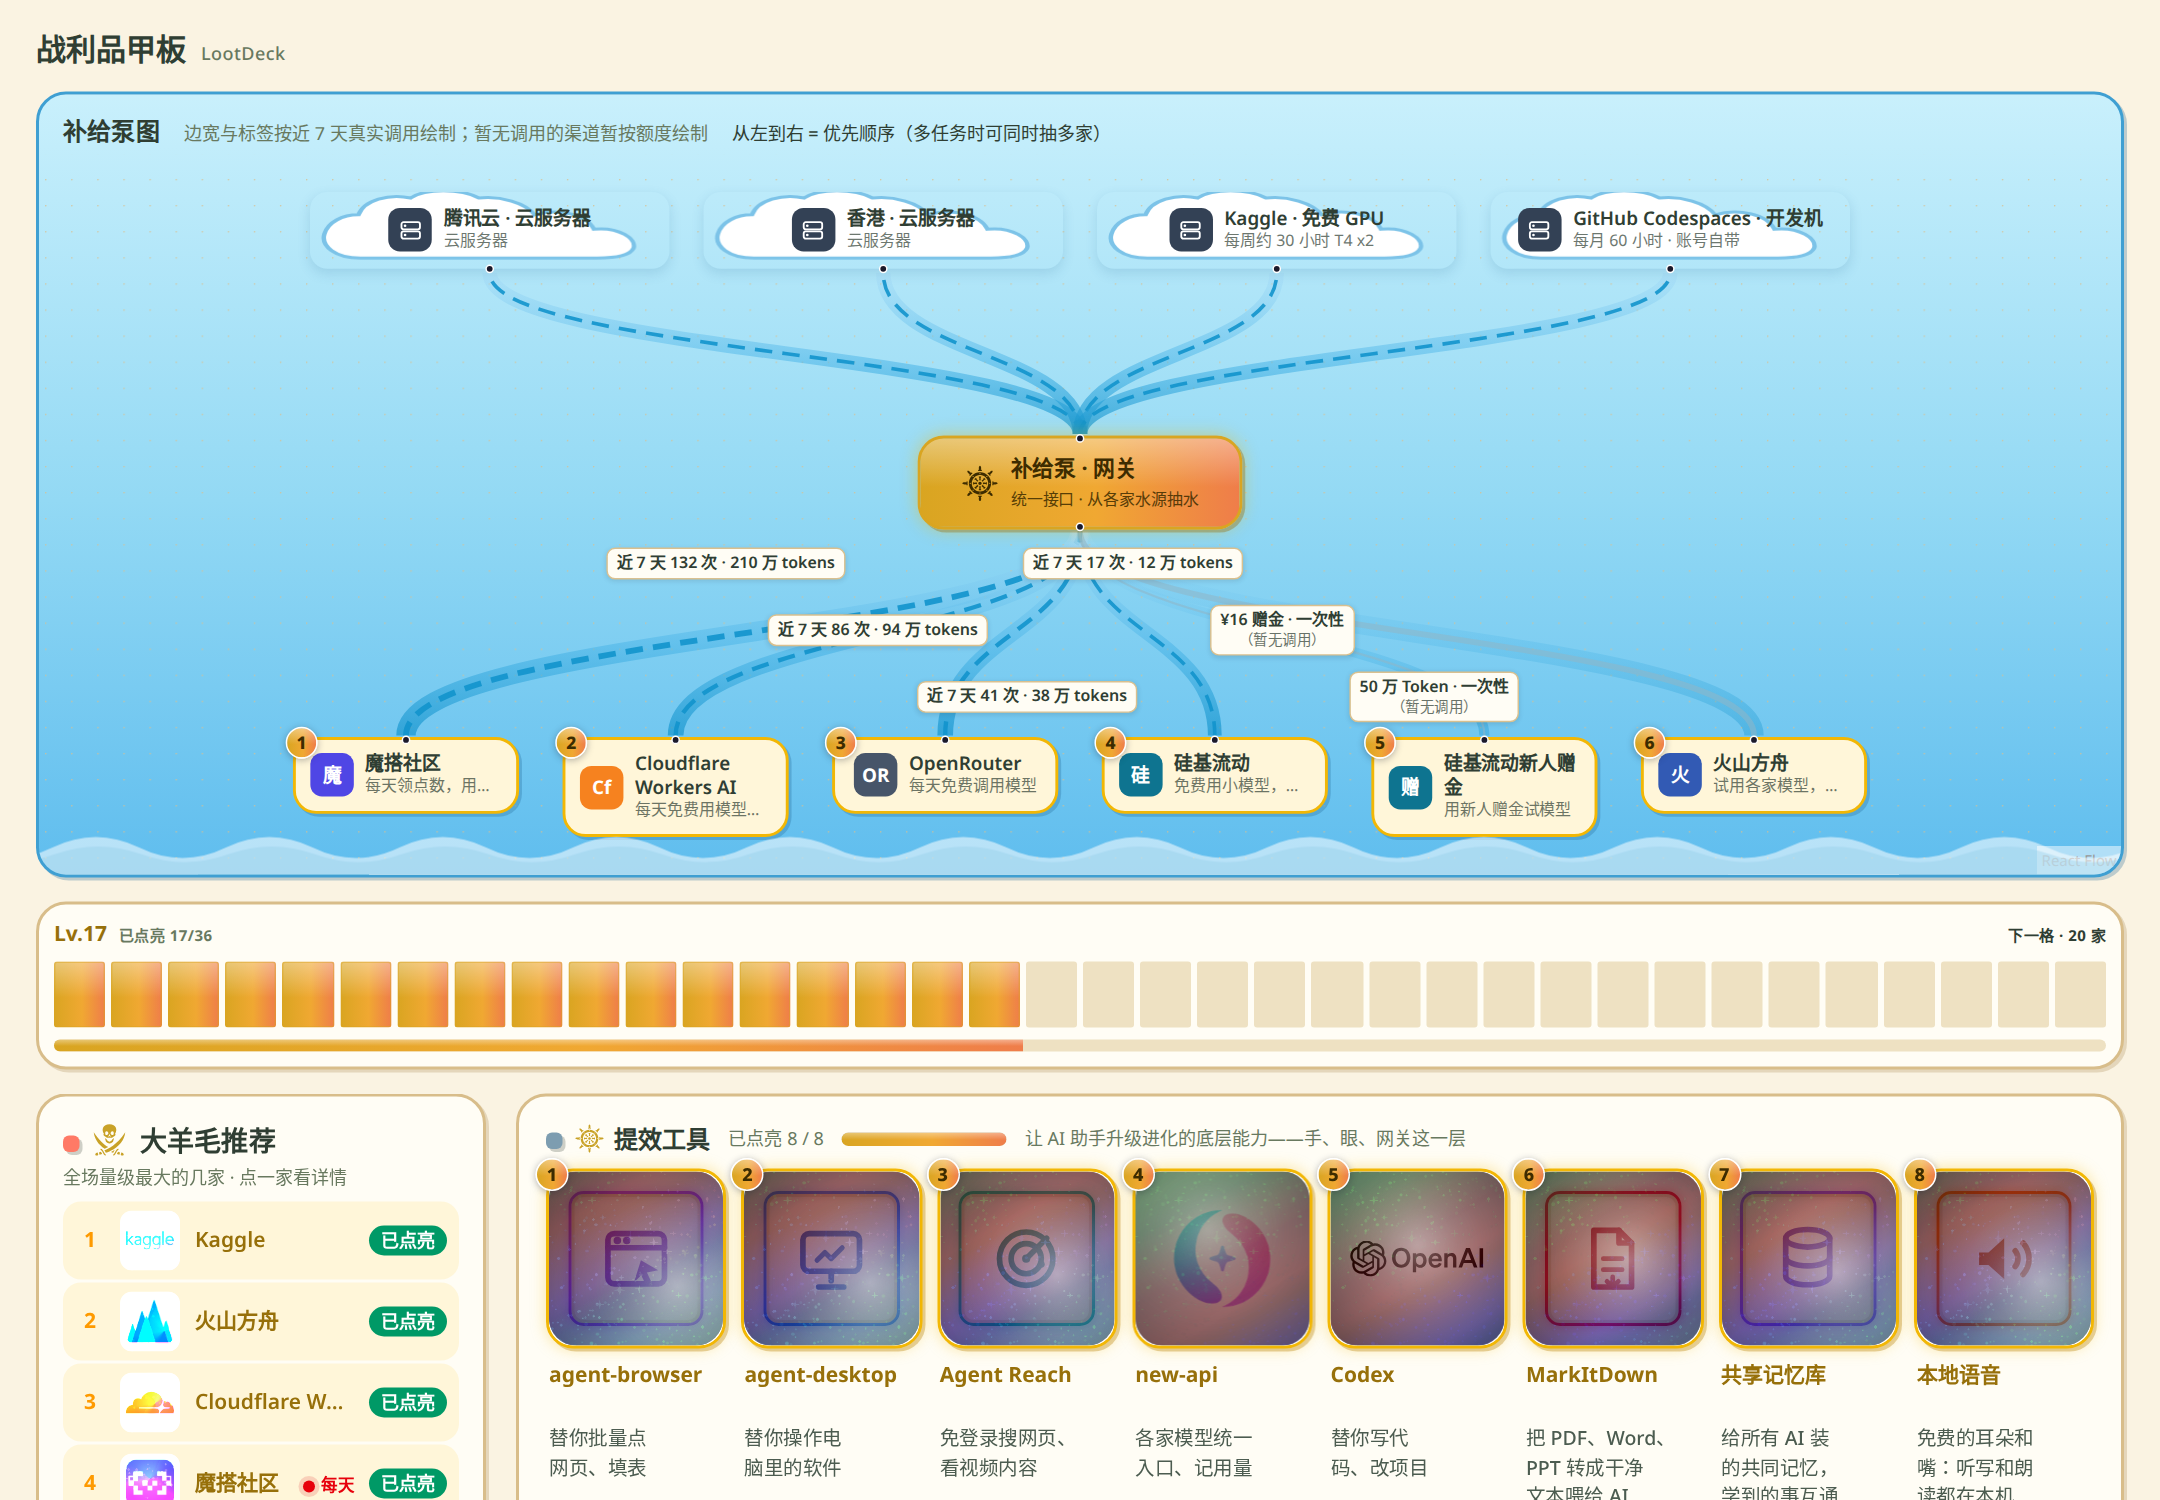 战利品甲板 LootDeck
补给泵图 边宽与标签按近 7 天真实调用绘制；暂无调用的渠道暂按额度绘制 从左到右 = 优先顺序（多任务时可同时抽多家）
腾讯云 · 云服务器
云服务器
香港 · 云服务器
云服务器
Kaggle · 免费 GPU
每周约 30 小时 T4 x2
GitHub Codespaces · 开发机
每月 60 小时 · 账号自带
补给泵 · 网关
统一接口 · 从各家水源抽水
近 7 天 132 次 · 210 万 tokens
近 7 天 17 次 · 12 万 tokens
近 7 天 86 次 · 94 万 tokens
¥16 赠金 · 一次性
（暂无调用）
近 7 天 41 次 · 38 万 tokens
50 万 Token · 一次性
（暂无调用）
1
魔
魔搭社区
每天领点数，用...
2
Cf
Cloudflare
Workers AI
每天免费用模型...
3
OR
OpenRouter
每天免费调用模型
4
硅
硅基流动
免费用小模型，...
5
赠
硅基流动新人赠
金
用新人赠金试模型
6
火
火山方舟
试用各家模型，...
React Flow
Lv.17 已点亮 17/36
下一格 · 20 家
大羊毛推荐
全场量级最大的几家 · 点一家看详情
1 kaggle Kaggle 已点亮
2 火山方舟 已点亮
3 Cloudflare W... 已点亮
4 魔搭社区 每天 已点亮
提效工具 已点亮 8 / 8 让 AI 助手升级进化的底层能力——手、眼、网关这一层
1
agent-browser
替你批量点
网页、填表
2
agent-desktop
替你操作电
脑里的软件
3
Agent Reach
免登录搜网页、
看视频内容
4
new-api
各家模型统一
入口、记用量
5
OpenAI
Codex
替你写代
码、改项目
6
MarkItDown
把 PDF、Word、
PPT 转成干净
文本喂给 AI
7
共享记忆库
给所有 AI 装
的共同记忆，
学到的事互通
8
本地语音
免费的耳朵和
嘴：听写和朗
读都在本机